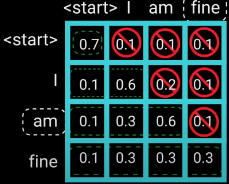 <start> I am fine
<start> 0.7 0.1 0.1 0.1
I 0.1 0.6 0.2 0.1
am 0.1 0.3 0.6 0.1
fine 0.1 0.3 0.3 0.3